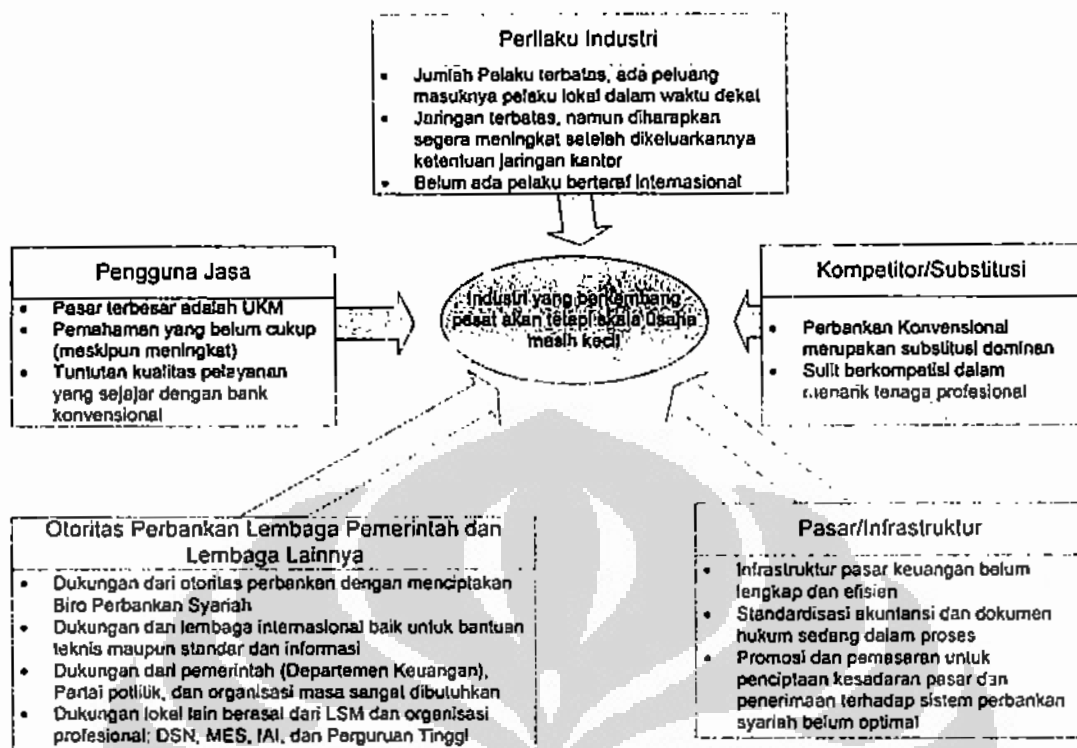 Perilaku Industri
• Jumlah Pelaku terbatas, ada peluang
masuknya pelaku lokal dalam waktu dekat
• Jaringan terbatas, namun diharapkan
segera meningkat setelah dikeluarkannya
ketentuan jaringan kantor
• Belum ada pelaku bertaraf Internasional
Pengguna Jasa
• Pasar terbesar adalah UKM
• Pemahaman yang belum cukup
(meskipun meningkat)
• Tuntutan kualitas pelayanan
yang sejajar dengan bank
konvensional
Industri yang berkembang
pesat akan tetapi skala usaha
masih kecil
Kompetitor/Substitusi
• Perbankan Konvensional
merupakan substitusi dominan
• Sulit berkompetisi dalam
menarik tenaga profesional
Otoritas Perbankan Lembaga Pemerintah dan
Lembaga Lainnya
• Dukungan dari otoritas perbankan dengan menciptakan
Biro Perbankan Syariah
• Dukungan dari lembaga internasional baik untuk bantuan
teknis maupun standar dan informasi
• Dukungan dari pemerintah (Departemen Keuangan),
Partai potlitik, dan organisasi masa sangat dibutuhkan
• Dukungan lokal lain berasal dari LSM dan organisasi
profesional; DSN, MES, IAI, dan Perguruan Tinggi
Pasar/Infrastruktur
• Infrastruktur pasar keuangan belum
lengkap dan efisien
• Standardisasi akuntansi dan dokumen
hukum sedang dalam proses
• Promosi dan pemasaran untuk
penciptaan kesadaran pasar dan
penerimaan terhadap sistem perbankan
syariah belum optimal